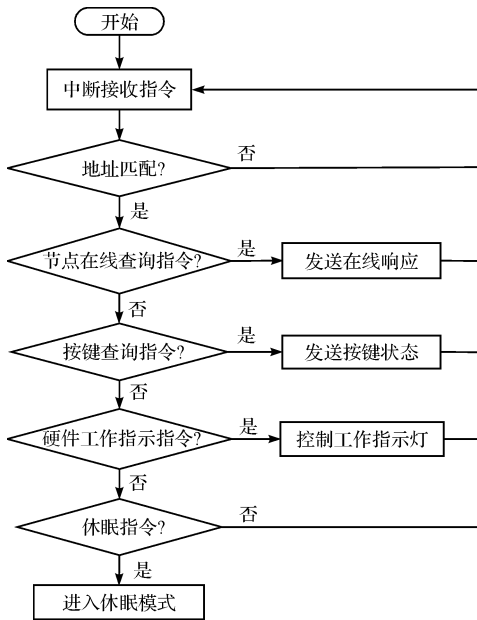 开始
中断接收指令
地址匹配?
否
是
节点在线查询指令?
是
发送在线响应
否
按键查询指令?
是
发送按键状态
否
硬件工作指示指令?
是
控制工作指示灯
否
休眠指令?
否
是
进入休眠模式